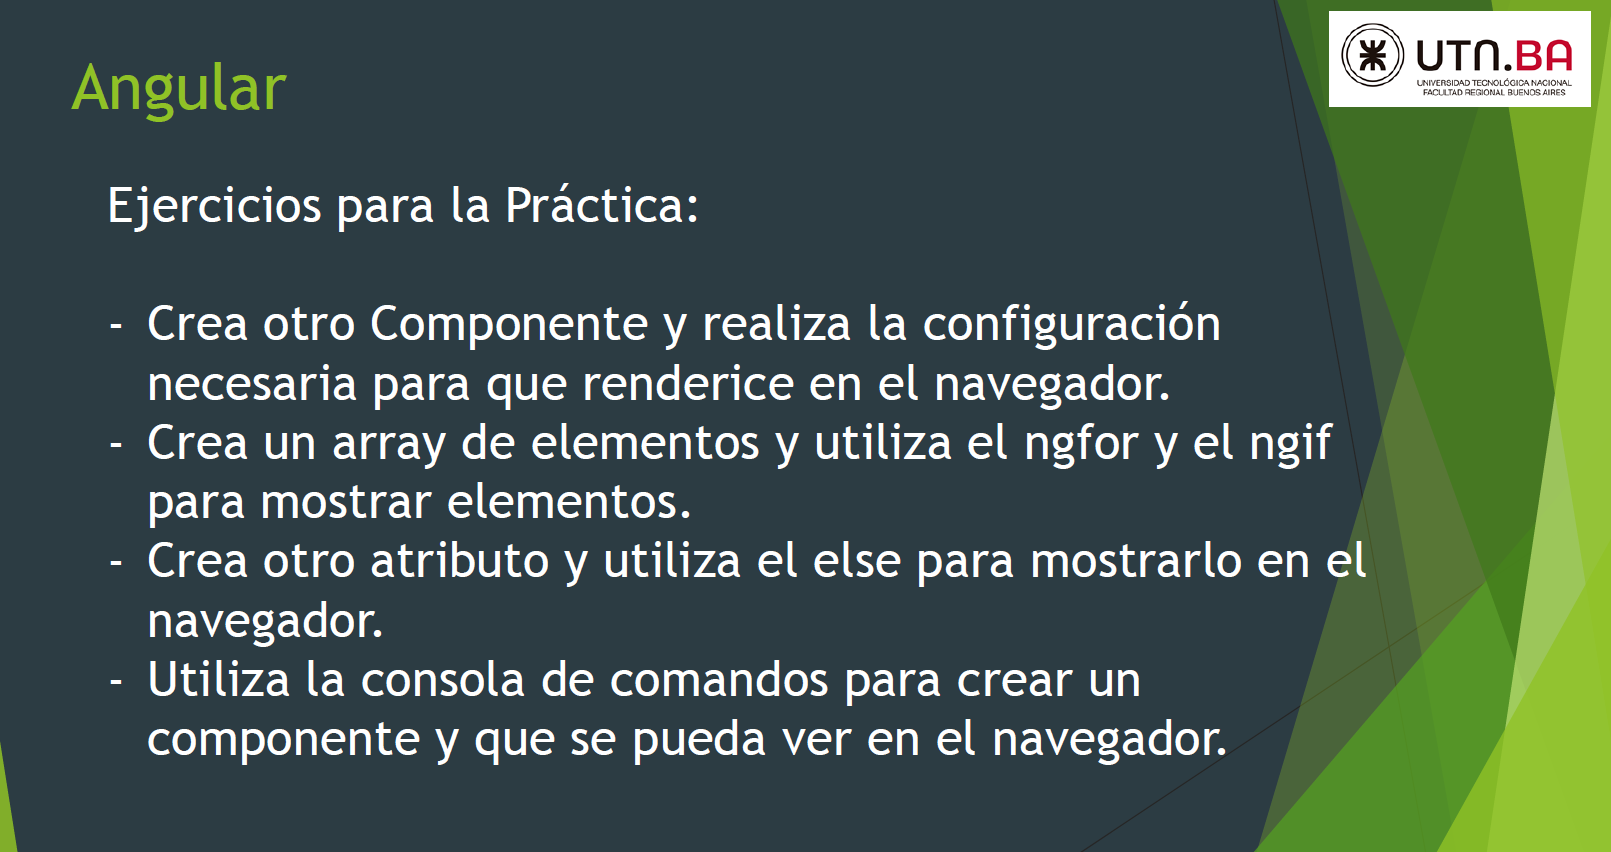 UTN.BA
UNIVERSIDAD TECNOLÓGICA NACIONAL
FACULTAD REGIONAL BUENOS AIRES
Angular
Ejercicios para la Práctica:
- Crea otro Componente y realiza la configuración
necesaria para que renderice en el navegador.
- Crea un array de elementos y utiliza el ngfor y el ngif
para mostrar elementos.
- Crea otro atributo y utiliza el else para mostrarlo en el
navegador.
- Utiliza la consola de comandos para crear un
componente y que se pueda ver en el navegador.